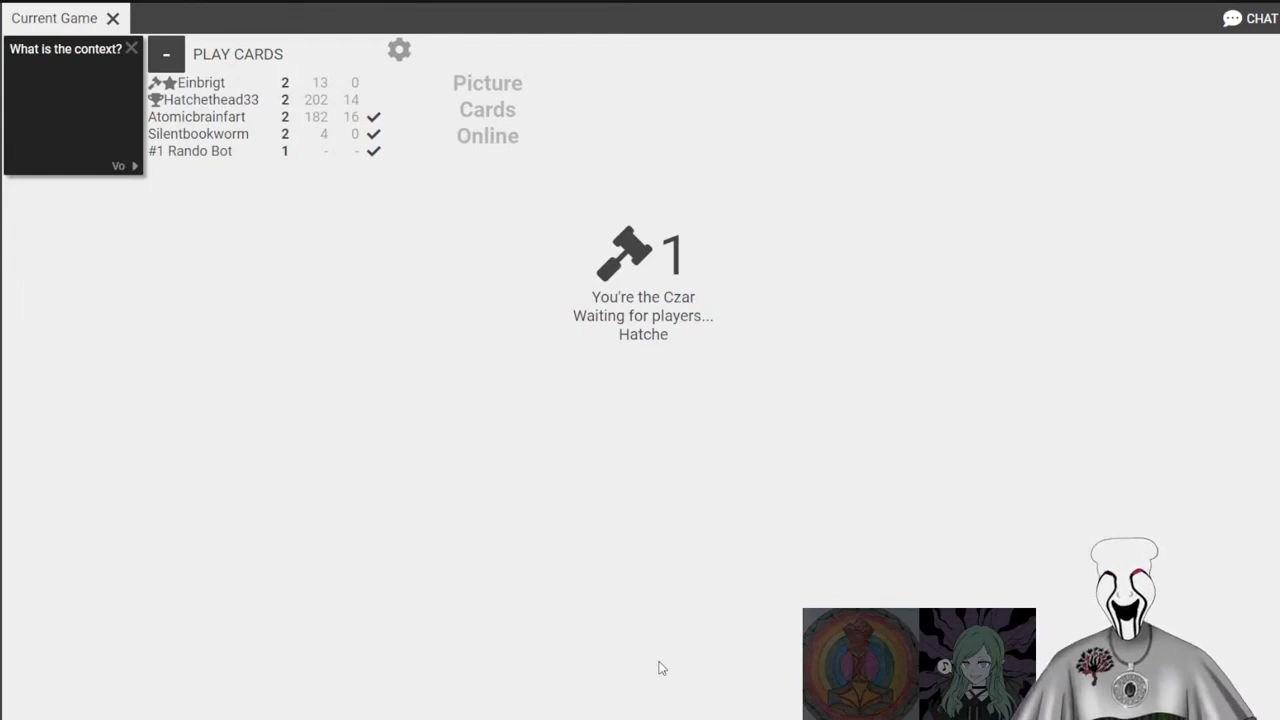 Current Game
CHAT
What is the context?
Vo
-
PLAY CARDS
Einbrigt 2 13 0
Hatchethead33 2 202 14
Atomicbrainfart 2 182 16
Silentbookworm 2 4 0
#1 Rando Bot 1 - -
Picture
Cards
Online
1
You're the Czar
Waiting for players...
Hatche